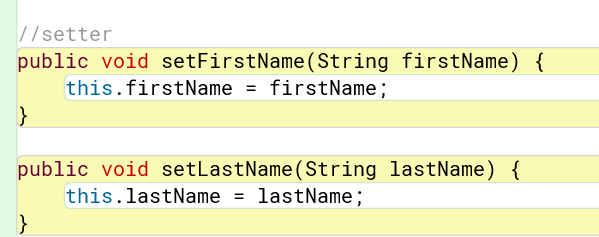 //setter
public void setFirstName(String firstName) {
this.firstName = firstName;
}
public void setLastName(String lastName) {
this.lastName = lastName;
}